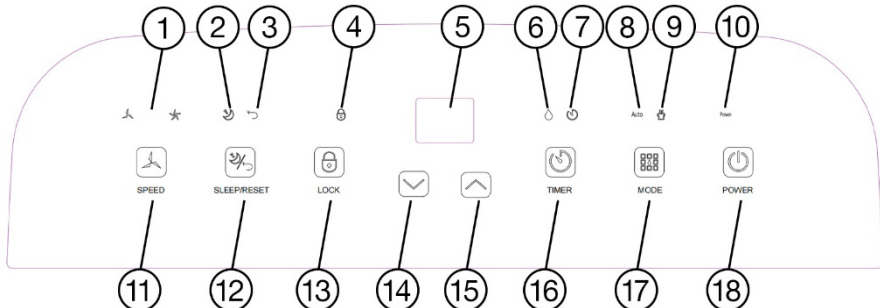 1 2 3 4 5 6 7 8 9 10
Auto Power
SPEED SLEEP/RESET LOCK TIMER MODE POWER
11 12 13 14 15 16 17 18